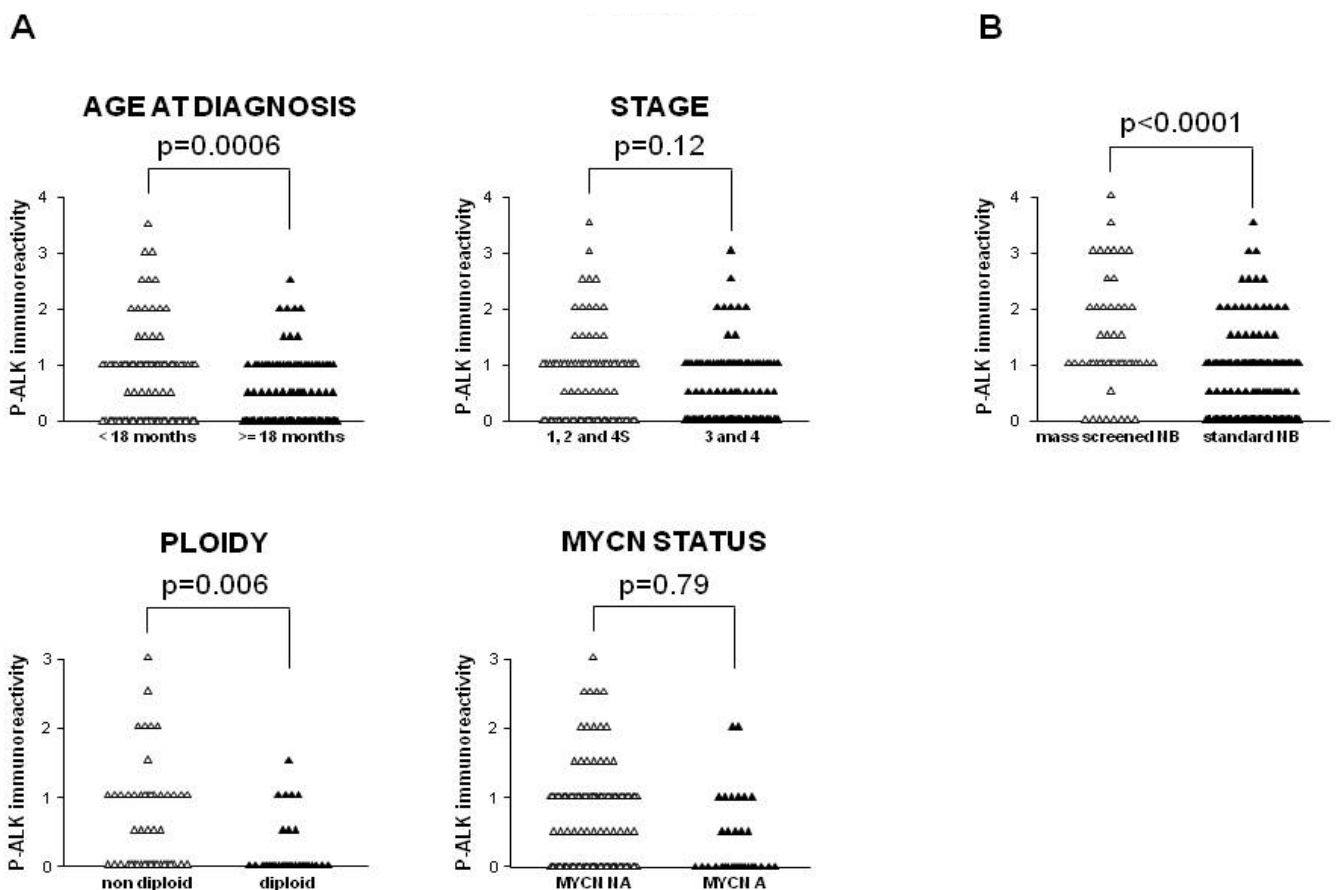 A
B
AGE AT DIAGNOSIS
p=0.0006
P-ALK immunoreactivity
4
3
2
1
0
< 18 months
>= 18 months
STAGE
p=0.12
P-ALK immunoreactivity
4
3
2
1
0
1, 2 and 4S
3 and 4
p<0.0001
P-ALK immunoreactivity
4
3
2
1
0
mass screened NB
standard NB
PLOIDY
p=0.006
P-ALK immunoreactivity
3
2
1
0
non diploid
diploid
MYCN STATUS
p=0.79
P-ALK immunoreactivity
3
2
1
0
MYCN NA
MYCN A